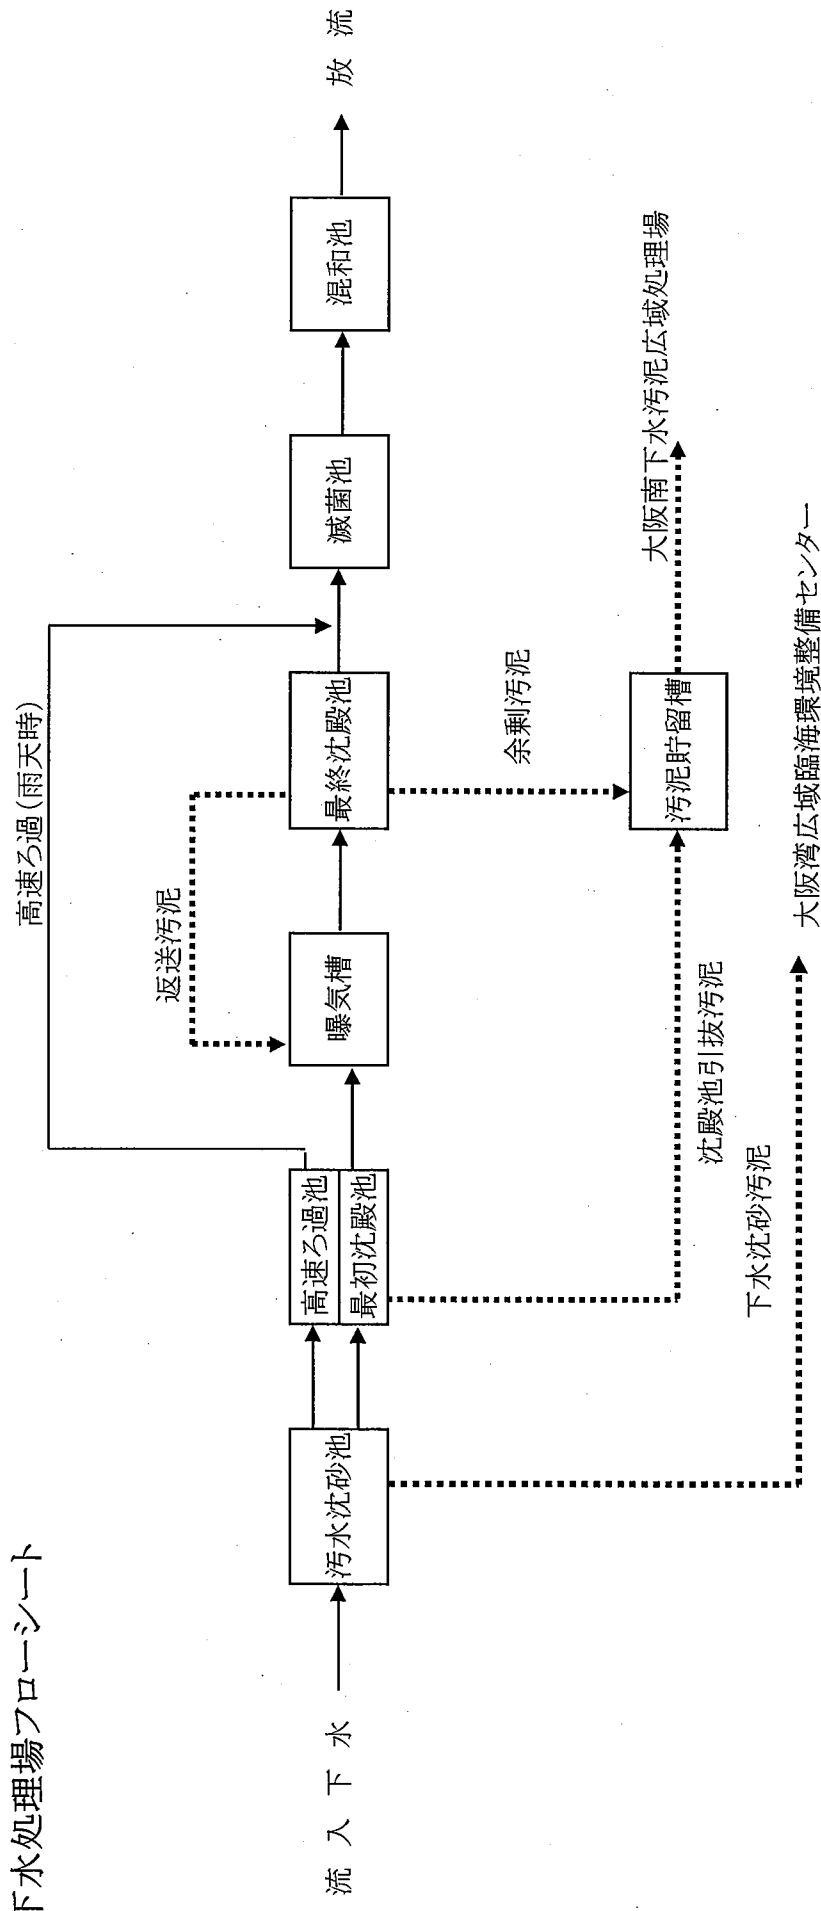 下水処理場フローシート
高速ろ過(雨天時)
返送汚泥
流入下水
汚水沈砂池
高速ろ過池
最初沈殿池
曝気槽
最終沈殿池
滅菌池
混和池
放流
余剰汚泥
汚泥貯留槽
大阪南下水汚泥広域処理場
沈殿池引抜汚泥
下水沈砂汚泥
大阪湾広域臨海環境整備センター